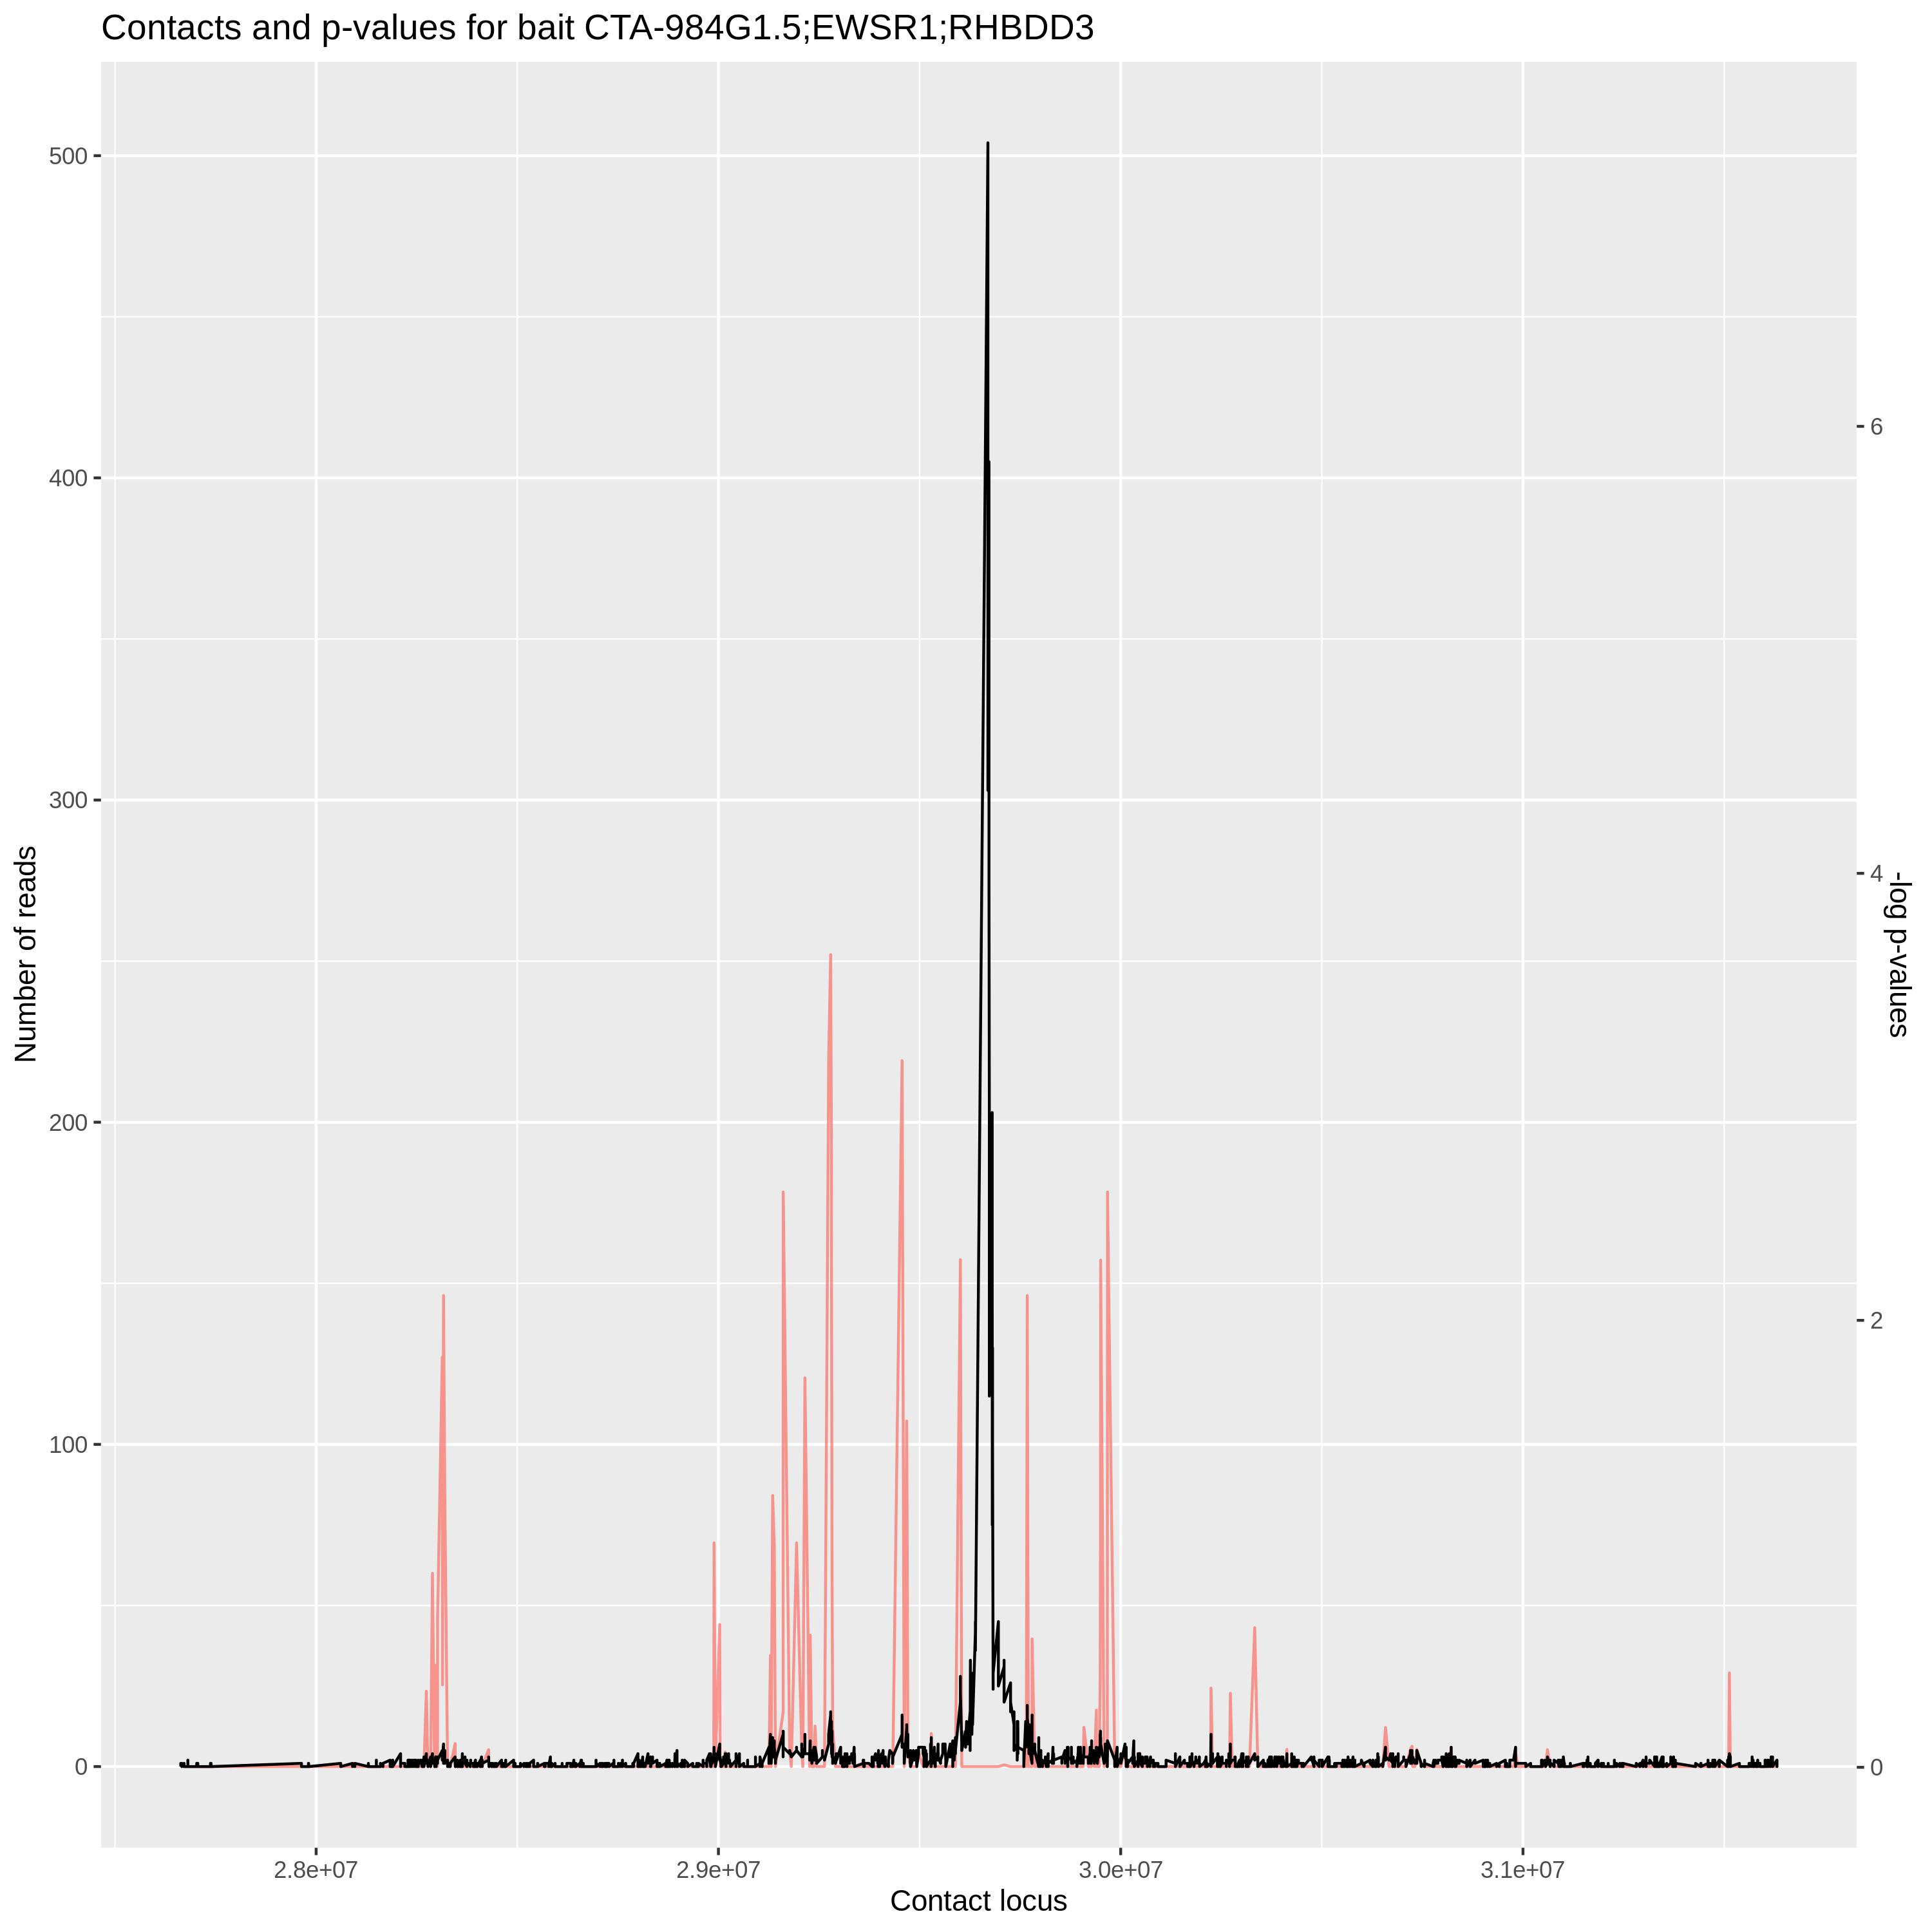 Contacts and p-values for bait CTA-984G1.5;EWSR1;RHBDD3
500
400
300
200
100
0
Number of reads
6
4
2
0
-log p-values
2.8e+07
2.9e+07
3.0e+07
3.1e+07
Contact locus